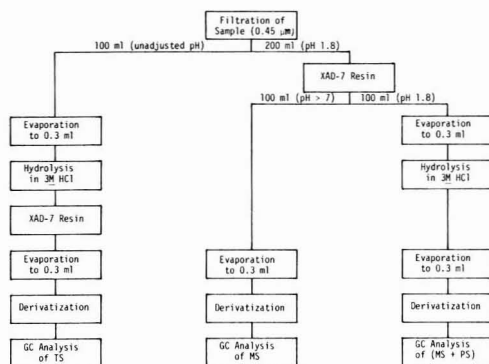 Filtration of
Sample (0.45 μm)
100 ml (unadjusted pH)
200 ml (pH 1.8)
XAD-7 Resin
100 ml (pH > 7)
100 ml (pH 1.8)
Evaporation
to 0.3 ml
Evaporation
to 0.3 ml
Hydrolysis
in 3M HCl
Hydrolysis
in 3M HCl
XAD-7 Resin
Evaporation
to 0.3 ml
Evaporation
to 0.3 ml
Evaporation
to 0.3 ml
Derivatization
Derivatization
Derivatization
GC Analysis
of TS
GC Analysis
of MS
GC Analysis
of (MS + PS)